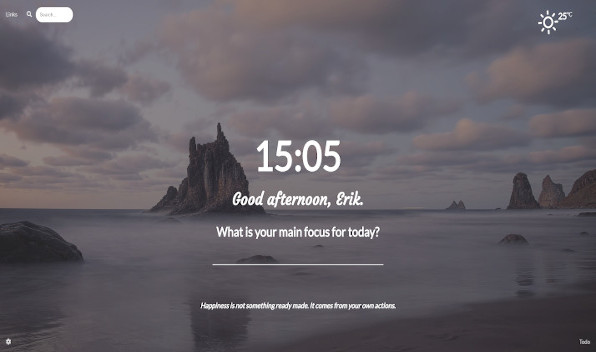 Links
Search...
25°C
15:05
Good afternoon, Erik.
What is your main focus for today?
Happiness is not something ready made. It comes from your own actions.
Todo